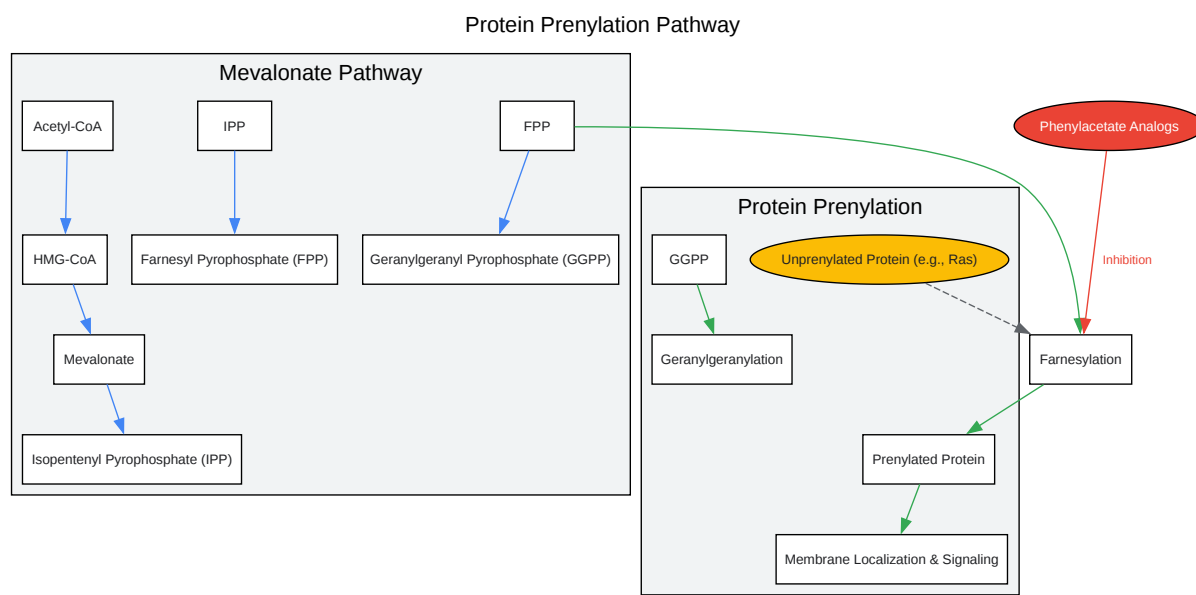 Protein Prenylation Pathway
Mevalonate Pathway
Acetyl-CoA
IPP
FPP
Phenylacetate Analogs
Protein Prenylation
HMG-CoA
Farnesyl Pyrophosphate (FPP)
Geranylgeranyl Pyrophosphate (GGPP)
GGPP
Unprenylated Protein (e.g., Ras)
Inhibition
Mevalonate
Geranylgeranylation
Farnesylation
Isopentenyl Pyrophosphate (IPP)
Prenylated Protein
Membrane Localization & Signaling